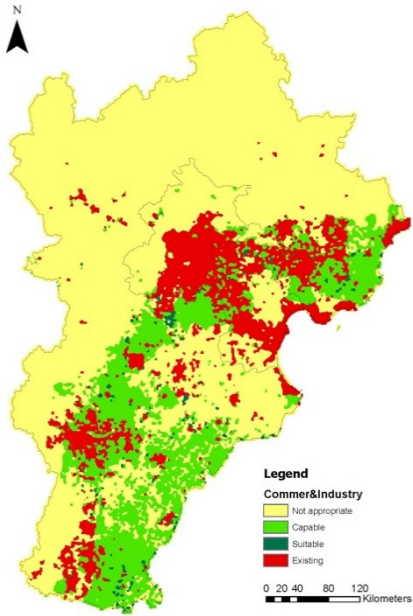 N
Legend
Commer&Industry
Not appropriate
Capable
Suitable
Existing
0 20 40 80 120
Kilometers